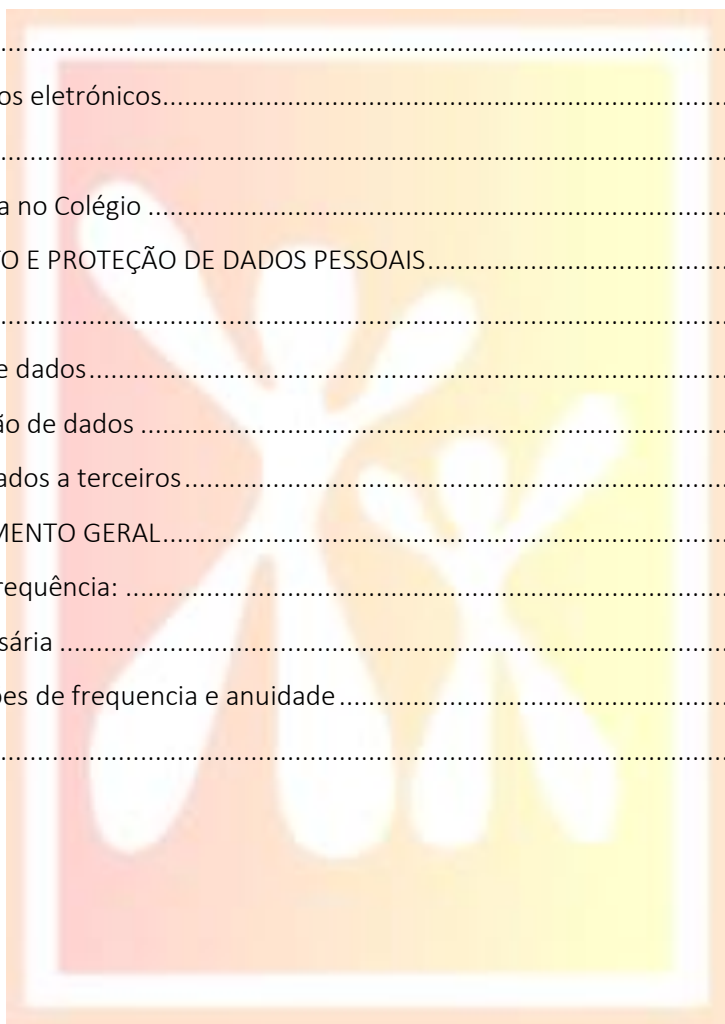 ................................................................................
os eletrónicos................................................................................
................................................................................
a no Colégio ................................................................................
O E PROTEÇÃO DE DADOS PESSOAIS................................................................................
................................................................................
e dados................................................................................
ão de dados ................................................................................
ados a terceiros................................................................................
MENTO GERAL................................................................................
requência: ................................................................................
sária ................................................................................
ões de frequencia e anuidade................................................................................
................................................................................